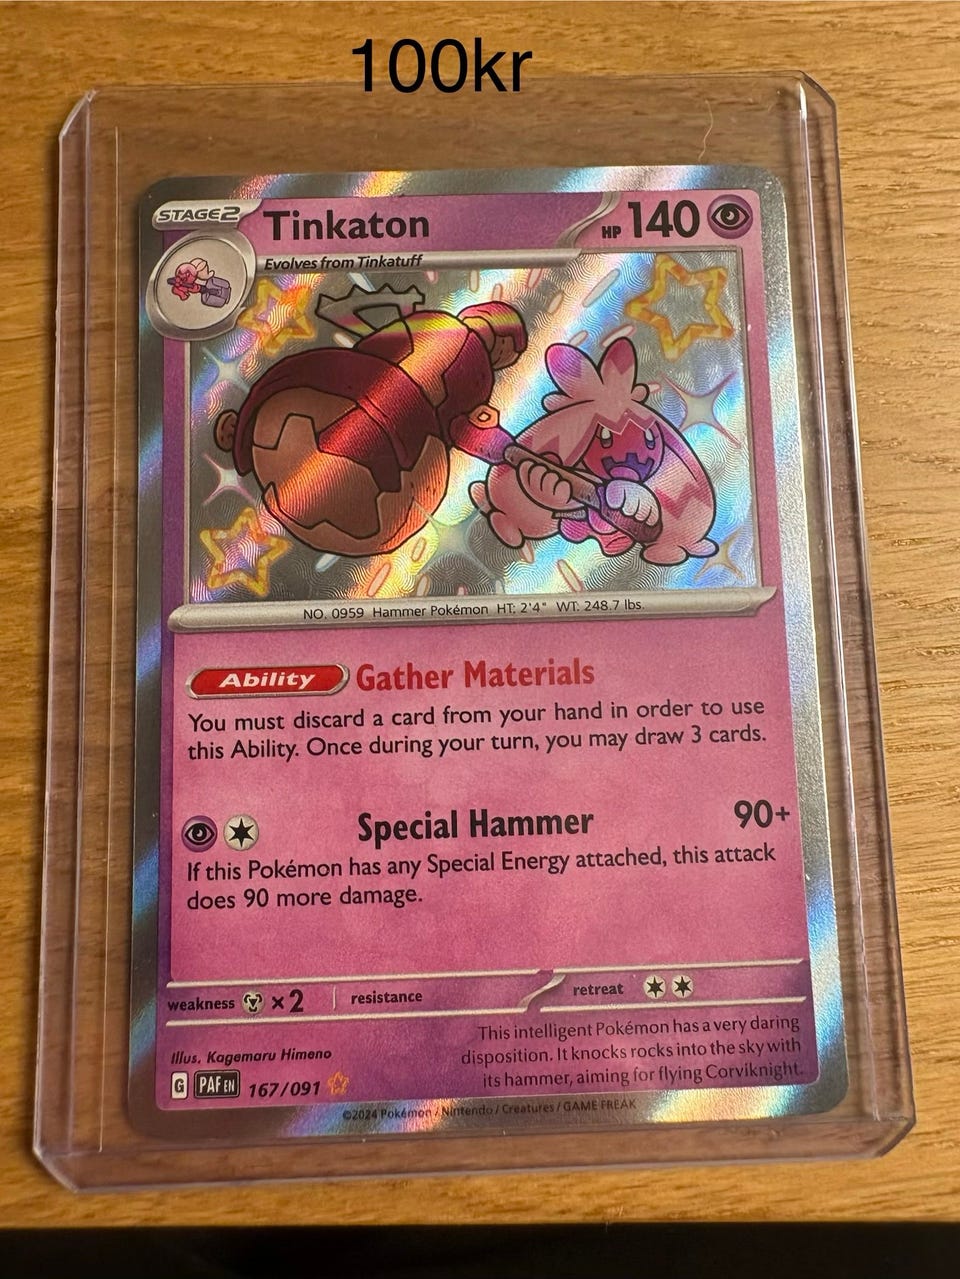 100kr
STAGE2 Tinkaton HP 140
Evolves from Tinkatuff
NO. 0959 Hammer Pokémon HT: 2'4" WT: 248.7 lbs.
Ability Gather Materials
You must discard a card from your hand in order to use
this Ability. Once during your turn, you may draw 3 cards.
Special Hammer 90+
If this Pokémon has any Special Energy attached, this attack
does 90 more damage.
weakness ×2 resistance retreat
This intelligent Pokémon has a very daring
disposition. It knocks rocks into the sky with
its hammer, aiming for flying Corviknight.
Illus. Kagemaru Himeno
G PAF EN 167/091
©2024 Pokémon / Nintendo / Creatures / GAME FREAK